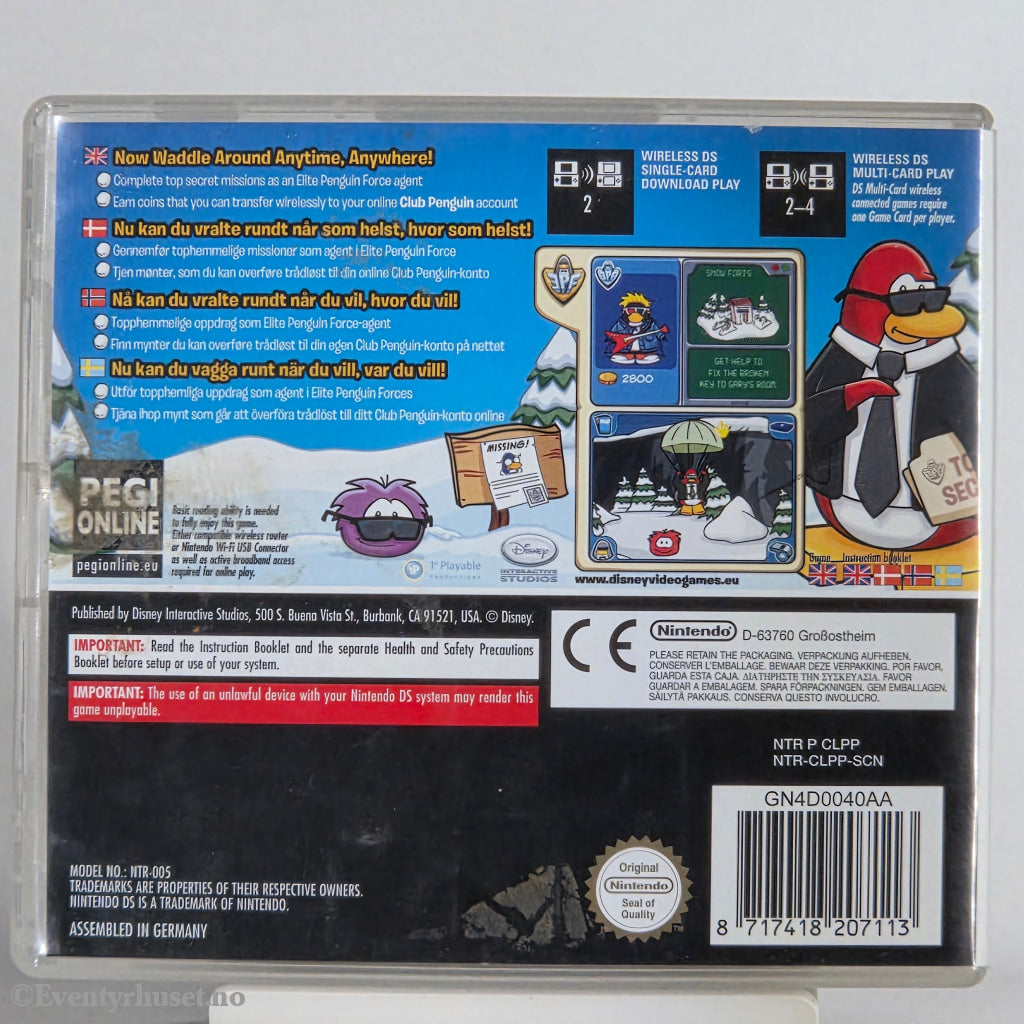 Now Waddle Around Anytime, Anywhere!
Complete top secret missions as an Elite Penguin Force agent
Earn coins that you can transfer wirelessly to your online Club Penguin account
Nu kan du vralte rundt når som helst, hvor som helst!
Gennemfør tophemmelige missioner som agent i Elite Penguin Force
Tjen mønter, som du kan overføre trådløst til din online Club Penguin-konto
Nå kan du vralte rundt når du vil, hvor du vil!
Topphemmelige oppdrag som Elite Penguin Force-agent
Finn mynter du kan overføre trådløst til din egen Club Penguin-konto på nettet
Nu kan du vagga runt når du vill, var du vill!
Utför topphemliga uppdrag som agent i Elite Penguin Forces
Tjäna ihop mynt som går att överföra trådlöst till ditt Club Penguin-konto online
2
WIRELESS DS
SINGLE-CARD
DOWNLOAD PLAY
2–4
WIRELESS DS
MULTI-CARD PLAY
DS Multi-Card wireless
connected games require
one Game Card per player.
EPF
SNOW FORTS
2800
GET HELP TO
FIX THE BROKEN
KEY TO GARY'S ROOM.
MISSING!
TO
SEC
PEGI
ONLINE
pegionline.eu
Basic reading ability is needed
to fully enjoy this game.
Either compatible wireless router
or Nintendo Wi-Fi USB Connector
as well as active broadband access
required for online play.
1P
1st Playable
PRODUCTIONS
Disney
INTERACTIVE
STUDIOS
www.disneyvideogames.eu
Game
Instruction booklet
Published by Disney Interactive Studios, 500 S. Buena Vista St., Burbank, CA 91521, USA. © Disney.
IMPORTANT: Read the Instruction Booklet and the separate Health and Safety Precautions
Booklet before setup or use of your system.
IMPORTANT: The use of an unlawful device with your Nintendo DS system may render this
game unplayable.
CE
Nintendo D-63760 Großostheim
PLEASE RETAIN THE PACKAGING. VERPACKUNG AUFHEBEN.
CONSERVER L'EMBALLAGE. BEWAAR DEZE VERPAKKING. POR FAVOR,
GUARDA ESTA CAJA. ΔΙΑΤΗΡΗΣΤΕ ΤΗΝ ΣΥΣΚΕΥΑΣΙΑ. FAVOR
GUARDAR A EMBALAGEM. SPARA FÖRPACKNINGEN. GEM EMBALLAGEN.
SÄILYTÄ PAKKAUS. CONSERVA QUESTO INVOLUCRO.
NTR P CLPP
NTR-CLPP-SCN
GN4D0040AA
8 717418 207113
Original
Nintendo
Seal of
Quality
TM
MODEL NO.: NTR-005
TRADEMARKS ARE PROPERTIES OF THEIR RESPECTIVE OWNERS.
NINTENDO DS IS A TRADEMARK OF NINTENDO.
ASSEMBLED IN GERMANY
©Eventyrhuset.no